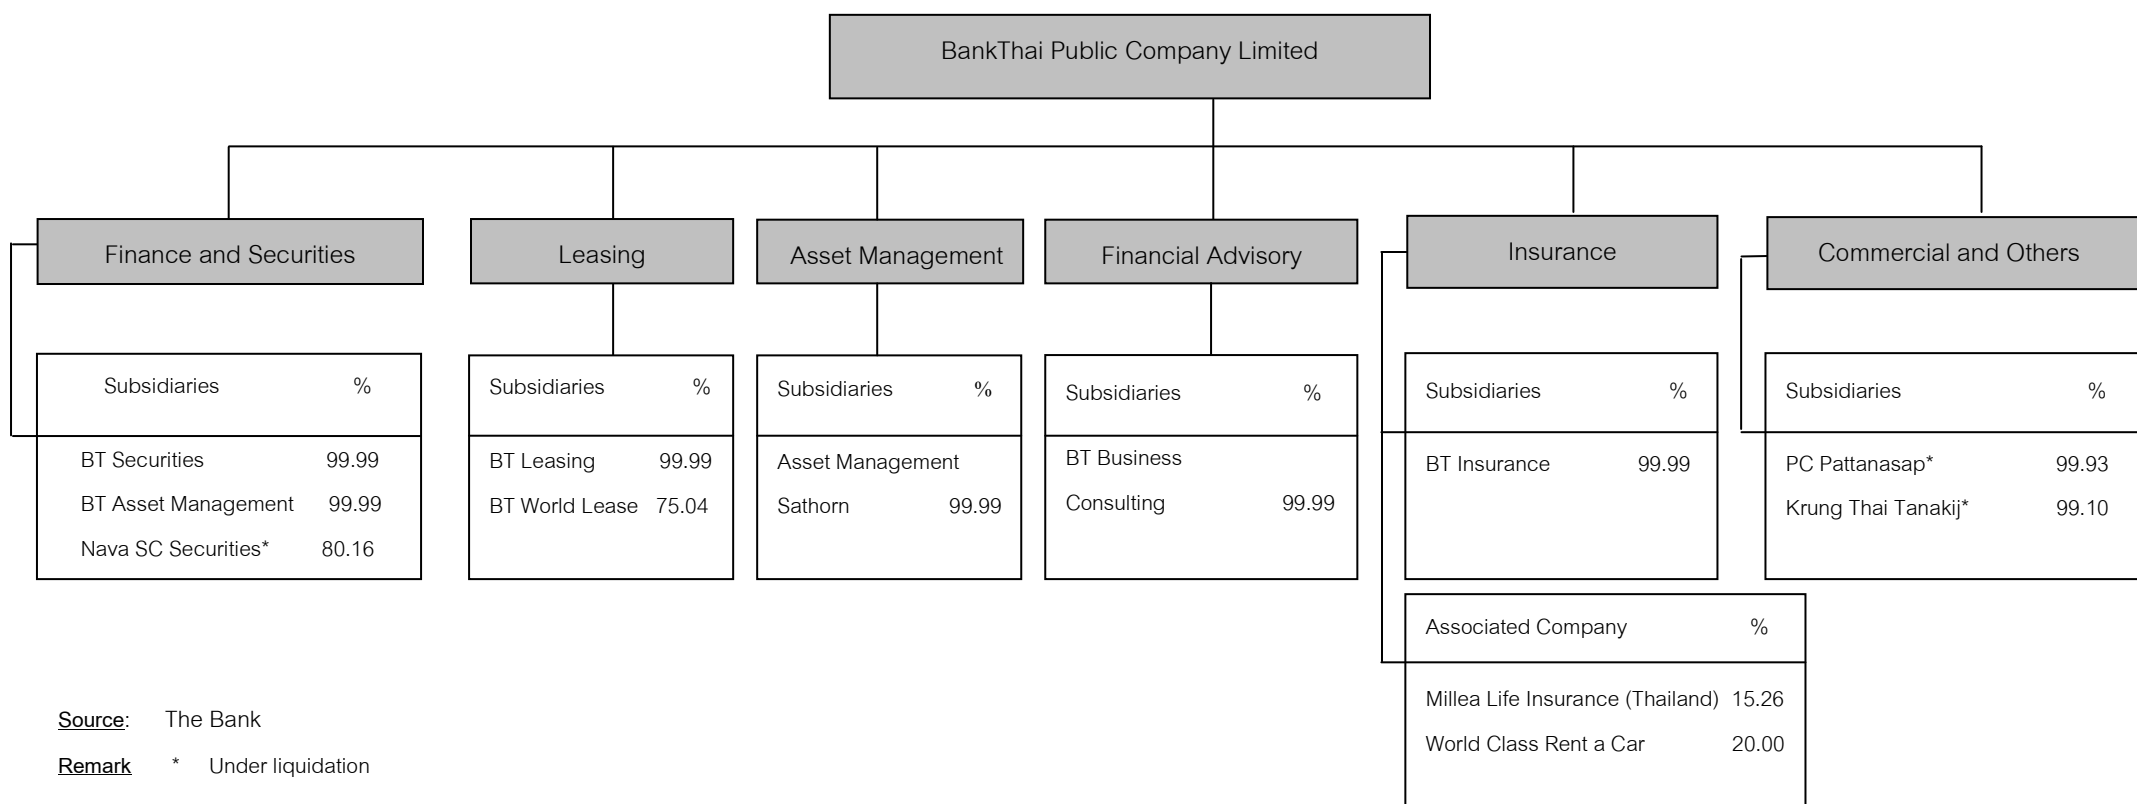 BankThai Public Company Limited
Finance and Securities
Leasing
Asset Management
Financial Advisory
Insurance
Commercial and Others
Subsidiaries %
BT Securities 99.99
BT Asset Management 99.99
Nava SC Securities* 80.16
Subsidiaries %
BT Leasing 99.99
BT World Lease 75.04
Subsidiaries %
Asset Management
Sathorn 99.99
Subsidiaries %
BT Business
Consulting 99.99
Subsidiaries %
BT Insurance 99.99
Subsidiaries %
PC Pattanasap* 99.93
Krung Thai Tanakij* 99.10
Associated Company %
Millea Life Insurance (Thailand) 15.26
World Class Rent a Car 20.00
Source: The Bank
Remark * Under liquidation